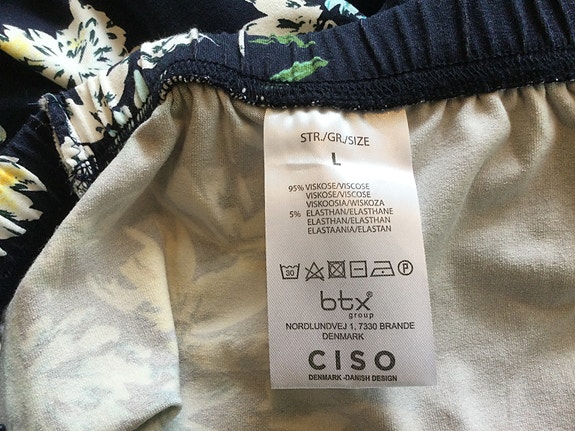 STR./GR./SIZE
L
95% VISKOSE/VISCOSE
VISKOSE/VISCOSE
VISKOOSIA/WISKOZA
5% ELASTHAN/ELASTHANE
ELASTHAN/ELASTHAN
ELASTAANIA/ELASTAN
30 P
btx®
group
NORDLUNDVEJ 1, 7330 BRANDE
DENMARK
CISO
DENMARK -DANISH DESIGN